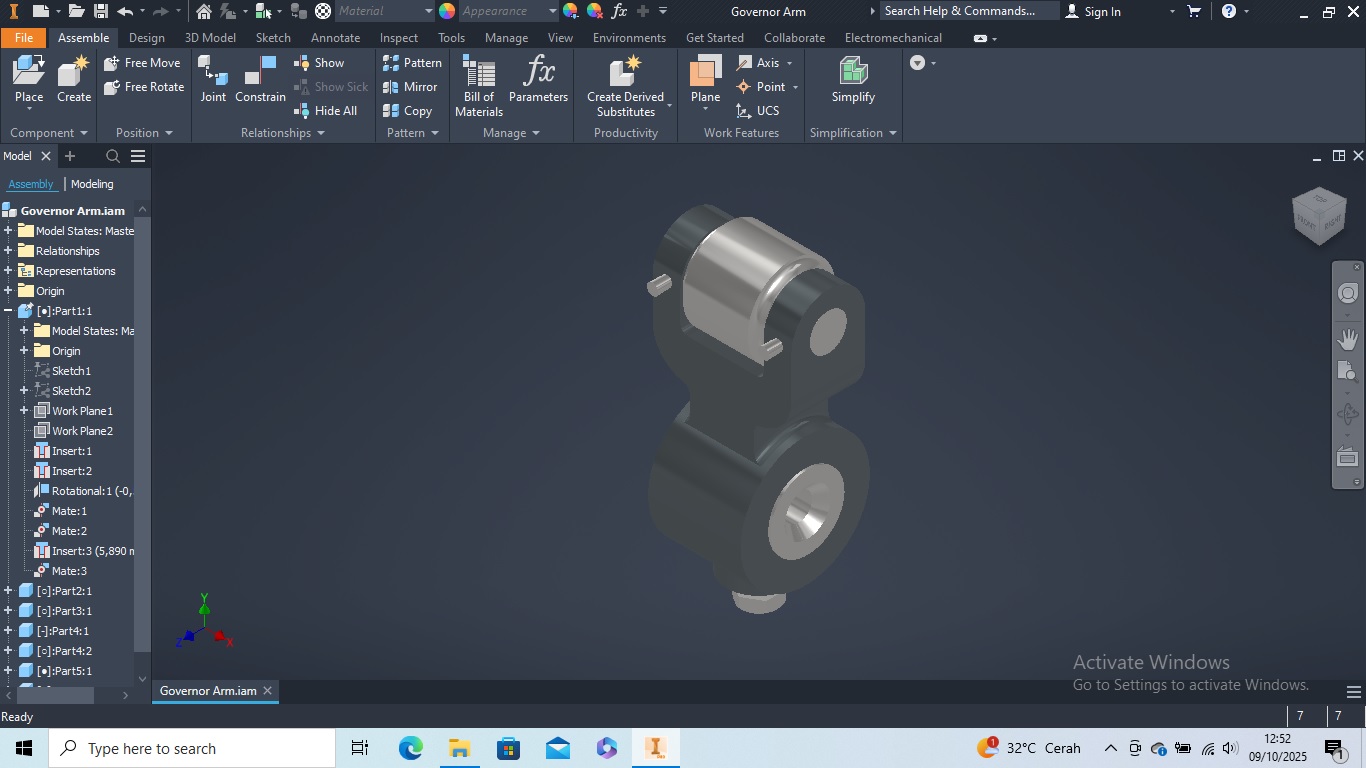 Material
Appearance
fx
Governor Arm
Search Help & Commands...
Sign In
File
Assemble
Design
3D Model
Sketch
Annotate
Inspect
Tools
Manage
View
Environments
Get Started
Collaborate
Electromechanical
Place
Create
Free Move
Free Rotate
Joint
Constrain
Show
Show Sick
Hide All
Pattern
Mirror
Copy
Bill of
Materials
fx
Parameters
Create Derived
Substitutes
Plane
Axis
Point
UCS
Simplify
Component
Position
Relationships
Pattern
Manage
Productivity
Work Features
Simplification
Model
Assembly
Modeling
Governor Arm.iam
Model States: Maste
Relationships
Representations
Origin
[●]:Part1:1
Model States: Ma
Origin
Sketch1
Sketch2
Work Plane1
Work Plane2
Insert:1
Insert:2
Rotational:1 (-0,
Mate:1
Mate:2
Insert:3 (5,890 m
Mate:3
[○]:Part2:1
[○]:Part3:1
[-]:Part4:1
[○]:Part4:2
[●]:Part5:1
TOP
FRONT
RIGHT
Y
Z
X
Activate Windows
Go to Settings to activate Windows.
Governor Arm.iam
Ready
7
7
Type here to search
1
32°C Cerah
12:52
09/10/2025
1